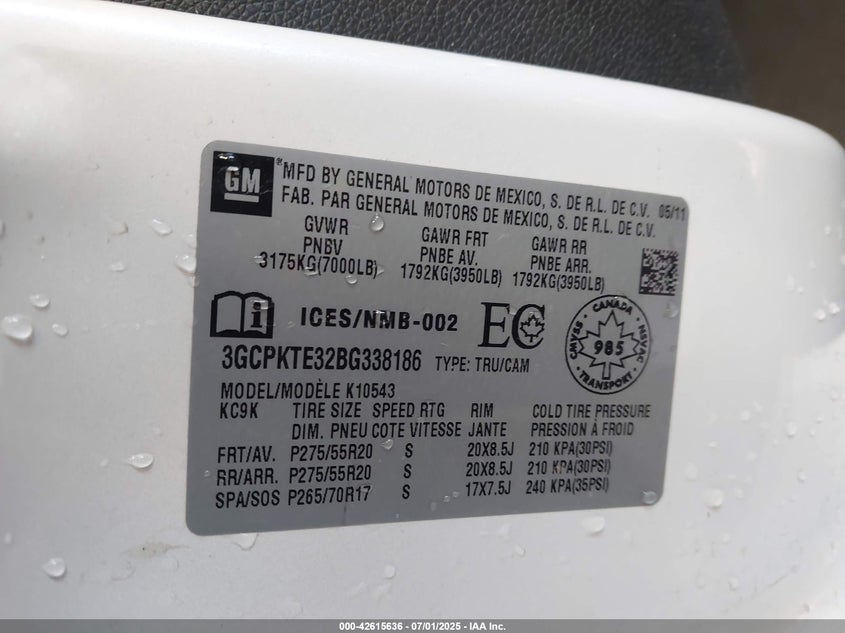 GM
® MFD BY GENERAL MOTORS DE MEXICO, S. DE R.L. DE C.V. 05/11
FAB. PAR GENERAL MOTORS DE MEXICO, S. DE R.L. DE C.V.
GVWR GAWR FRT GAWR RR
PNBV PNBE AV. PNBE ARR.
3175KG(7000LB) 1792KG(3950LB) 1792KG(3950LB)
i ICES/NMB-002 EC
CANADA
CMVSS 985 NSVAC
TRANSPORT
3GCPKTE32BG338186 TYPE: TRU/CAM
MODEL/MODÈLE K10543
KC9K TIRE SIZE SPEED RTG RIM COLD TIRE PRESSURE
DIM. PNEU COTE VITESSE JANTE PRESSION À FROID
FRT/AV. P275/55R20 S 20X8.5J 210 KPA(30PSI)
RR/ARR. P275/55R20 S 20X8.5J 210 KPA(30PSI)
SPA/SOS P265/70R17 S 17X7.5J 240 KPA(35PSI)
000-42615636 - 07/01/2025 - IAA Inc.